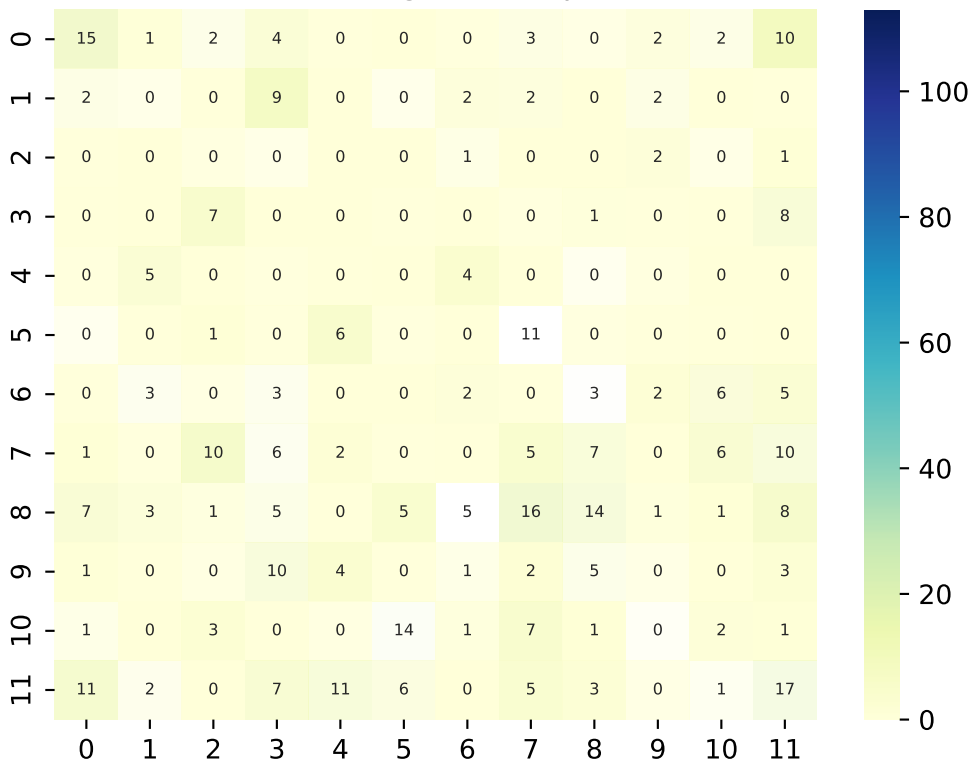 0 15 1 2 4 0 0 0 3 0 2 2 10
1 2 0 0 9 0 0 2 2 0 2 0 0 100
2 0 0 0 0 0 0 1 0 0 2 0 1
3 0 0 7 0 0 0 0 0 1 0 0 8 80
4 0 5 0 0 0 0 4 0 0 0 0 0
5 0 0 1 0 6 0 0 11 0 0 0 0 60
6 0 3 0 3 0 0 2 0 3 2 6 5
7 1 0 10 6 2 0 0 5 7 0 6 10 40
8 7 3 1 5 0 5 5 16 14 1 1 8
9 1 0 0 10 4 0 1 2 5 0 0 3 20
10 1 0 3 0 0 14 1 7 1 0 2 1
11 11 2 0 7 11 6 0 5 3 0 1 17 0
0 1 2 3 4 5 6 7 8 9 10 11